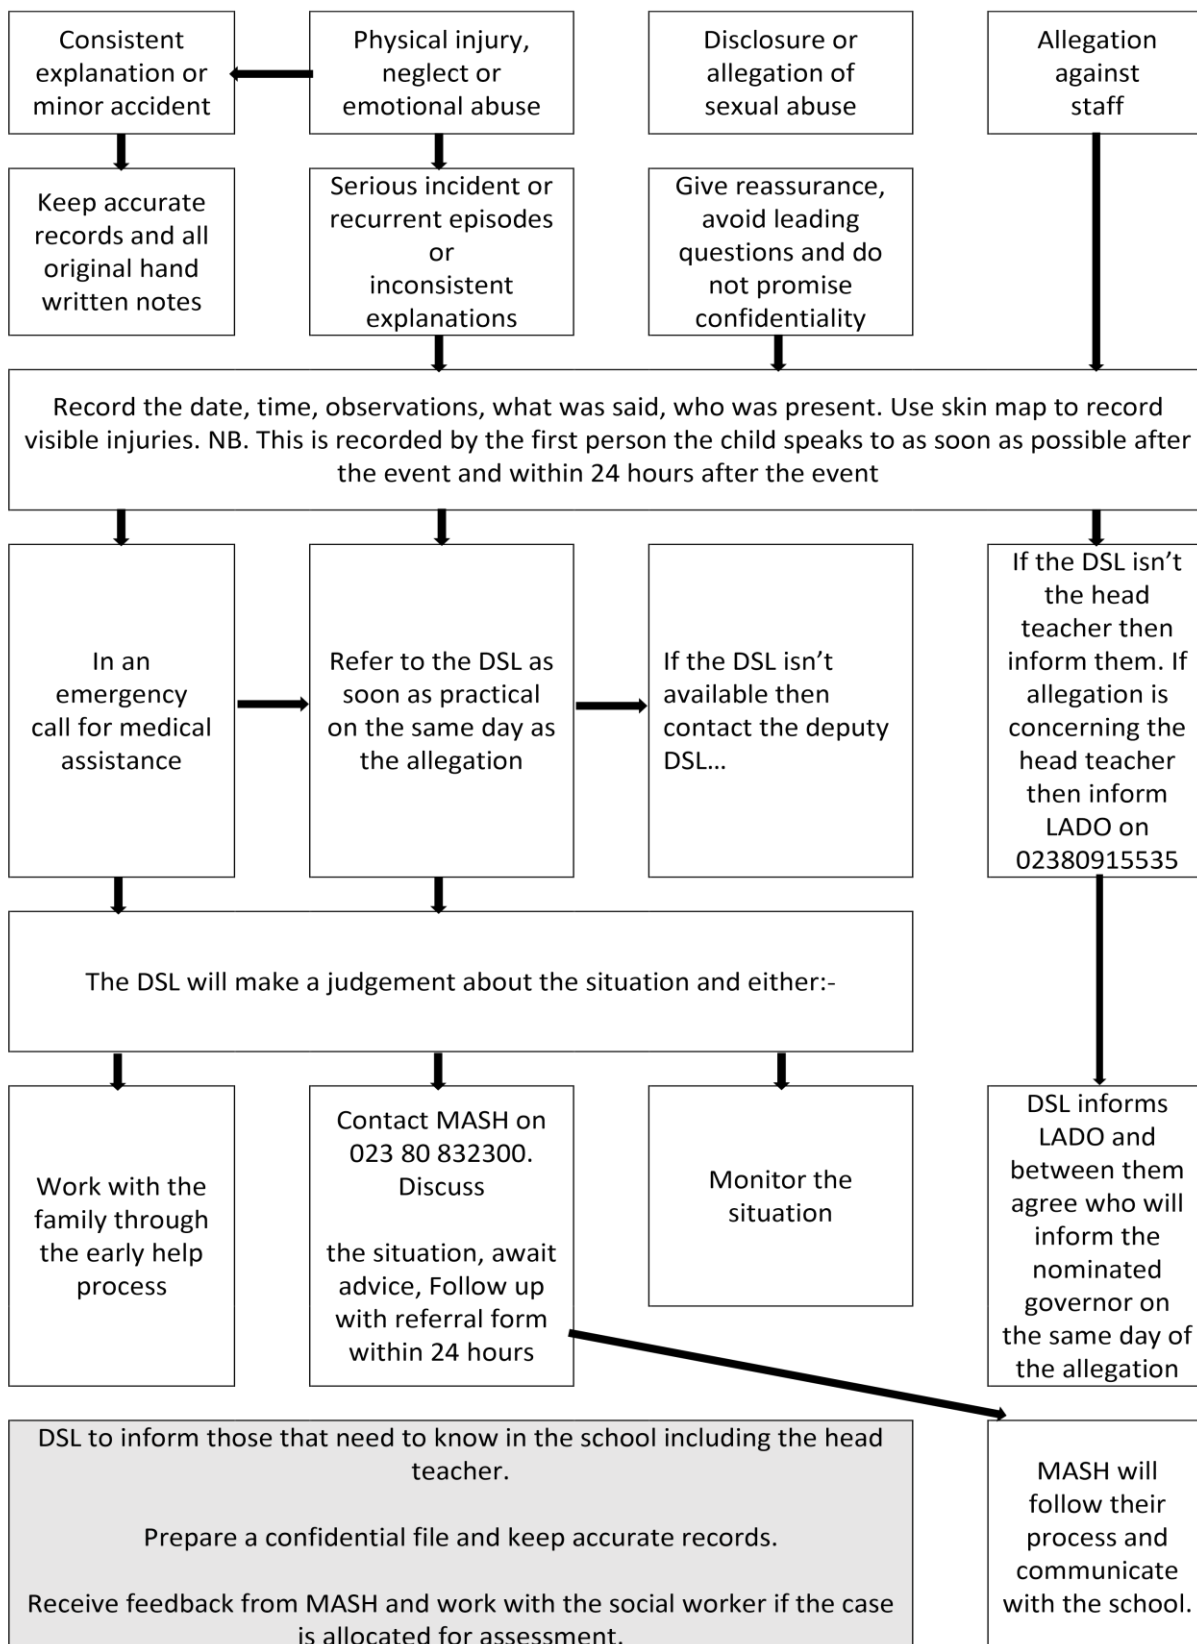 Consistent
explanation or
minor accident
Physical injury,
neglect or
emotional abuse
Disclosure or
allegation of
sexual abuse
Allegation
against
staff
Keep accurate
records and all
original hand
written notes
Serious incident or
recurrent episodes
or
inconsistent
explanations
Give reassurance,
avoid leading
questions and do
not promise
confidentiality
Record the date, time, observations, what was said, who was present. Use skin map to record
visible injuries. NB. This is recorded by the first person the child speaks to as soon as possible after
the event and within 24 hours after the event
In an
emergency
call for medical
assistance
Refer to the DSL as
soon as practical
on the same day as
the allegation
If the DSL isn’t
available then
contact the deputy
DSL...
If the DSL isn’t
the head
teacher then
inform them. If
allegation is
concerning the
head teacher
then inform
LADO on
02380915535
The DSL will make a judgement about the situation and either:-
Work with the
family through
the early help
process
Contact MASH on
023 80 832300.
Discuss
the situation, await
advice, Follow up
with referral form
within 24 hours
Monitor the
situation
DSL informs
LADO and
between them
agree who will
inform the
nominated
governor on
the same day of
the allegation
DSL to inform those that need to know in the school including the head
teacher.
Prepare a confidential file and keep accurate records.
Receive feedback from MASH and work with the social worker if the case
is allocated for assessment.
MASH will
follow their
process and
communicate
with the school.